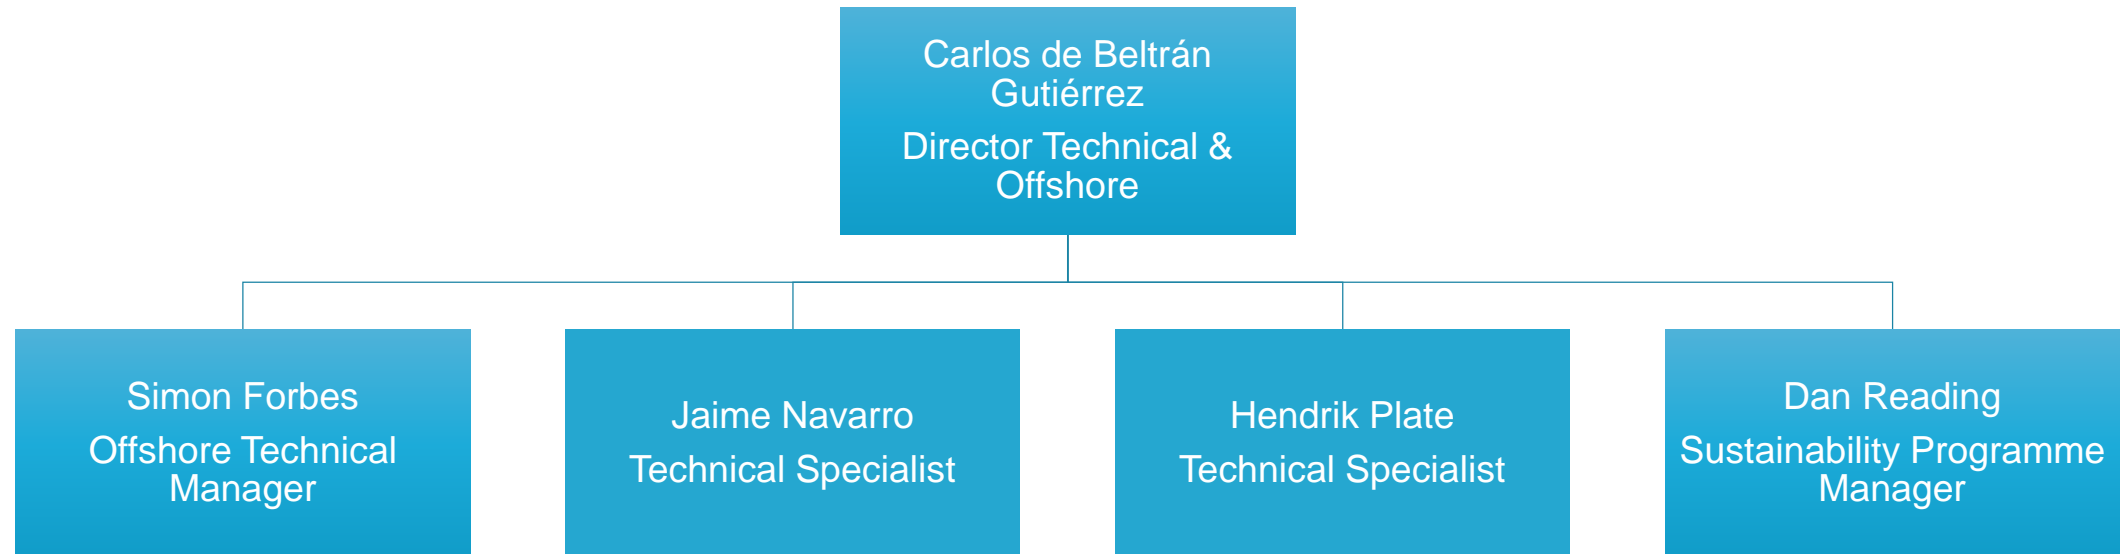 Carlos de Beltrán
Gutiérrez
Director Technical &
Offshore
Simon Forbes
Offshore Technical
Manager
Jaime Navarro
Technical Specialist
Hendrik Plate
Technical Specialist
Dan Reading
Sustainability Programme
Manager